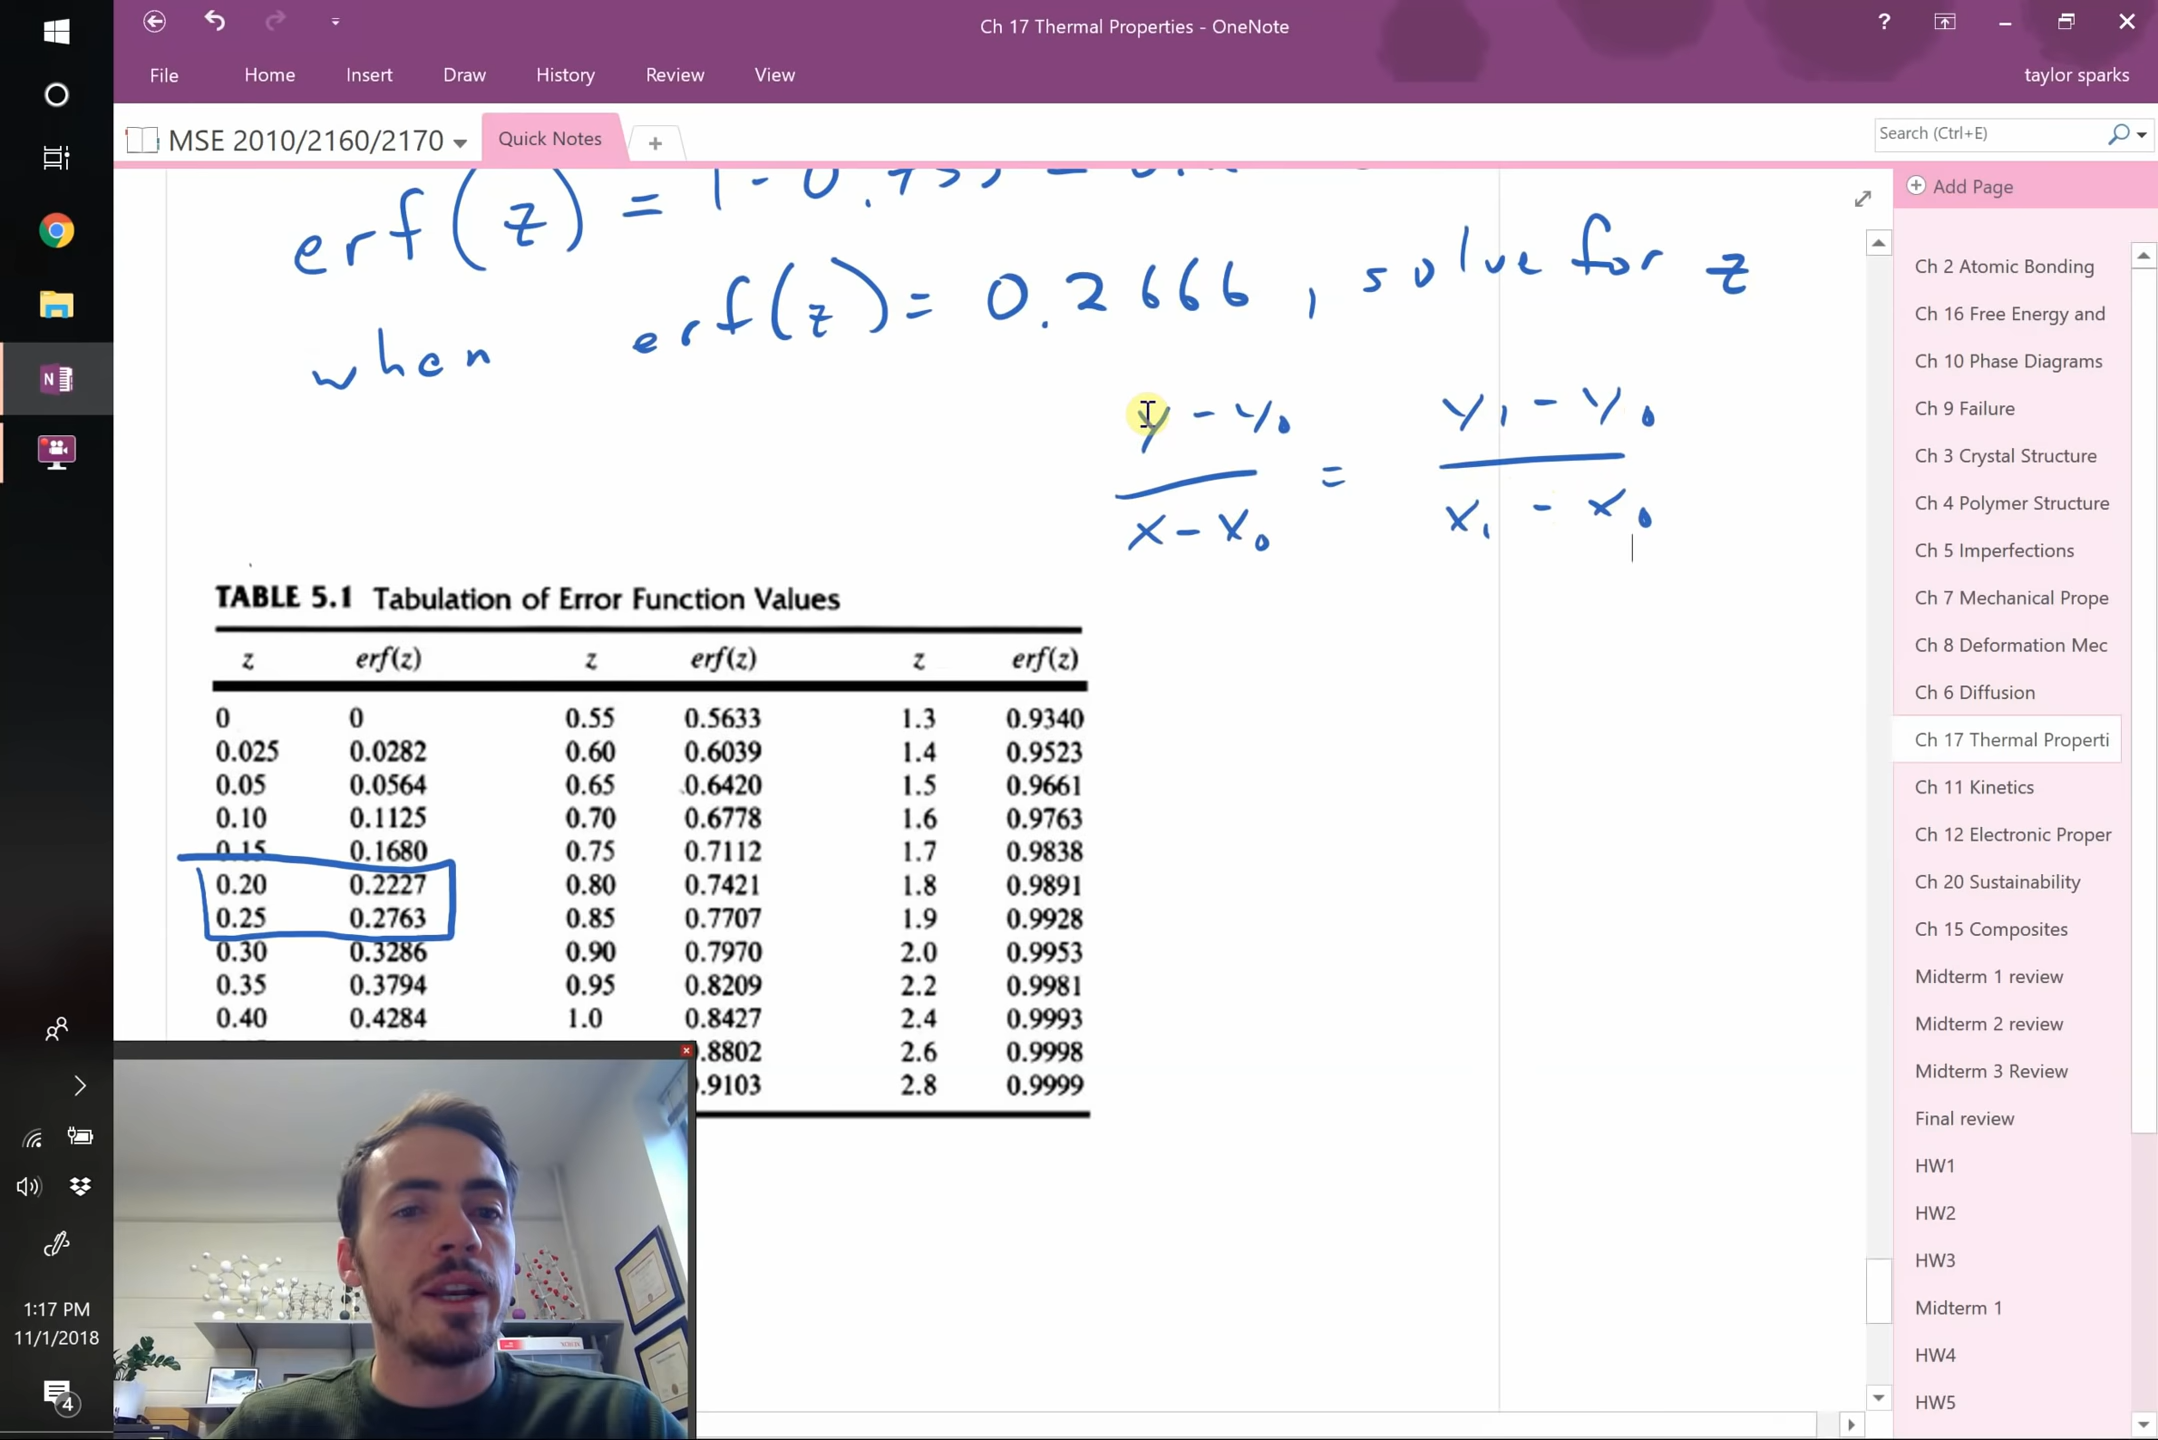 Ch 17 Thermal Properties - OneNote
?
File Home Insert Draw History Review View
taylor sparks
MSE 2010/2160/2170
Quick Notes
+
Search (Ctrl+E)
erf(z) =
when erf(z) = 0.2666, solve for z
y - y0 = y1 - y0
x - x0 x1 - x0
TABLE 5.1 Tabulation of Error Function Values
z erf(z) z erf(z) z erf(z)
0 0 0.55 0.5633 1.3 0.9340
0.025 0.0282 0.60 0.6039 1.4 0.9523
0.05 0.0564 0.65 0.6420 1.5 0.9661
0.10 0.1125 0.70 0.6778 1.6 0.9763
0.15 0.1680 0.75 0.7112 1.7 0.9838
0.20 0.2227 0.80 0.7421 1.8 0.9891
0.25 0.2763 0.85 0.7707 1.9 0.9928
0.30 0.3286 0.90 0.7970 2.0 0.9953
0.35 0.3794 0.95 0.8209 2.2 0.9981
0.40 0.4284 1.0 0.8427 2.4 0.9993
.8802 2.6 0.9998
.9103 2.8 0.9999
Add Page
Ch 2 Atomic Bonding
Ch 16 Free Energy and
Ch 10 Phase Diagrams
Ch 9 Failure
Ch 3 Crystal Structure
Ch 4 Polymer Structure
Ch 5 Imperfections
Ch 7 Mechanical Prope
Ch 8 Deformation Mec
Ch 6 Diffusion
Ch 17 Thermal Properti
Ch 11 Kinetics
Ch 12 Electronic Proper
Ch 20 Sustainability
Ch 15 Composites
Midterm 1 review
Midterm 2 review
Midterm 3 Review
Final review
HW1
HW2
HW3
Midterm 1
HW4
HW5
1:17 PM
11/1/2018
4